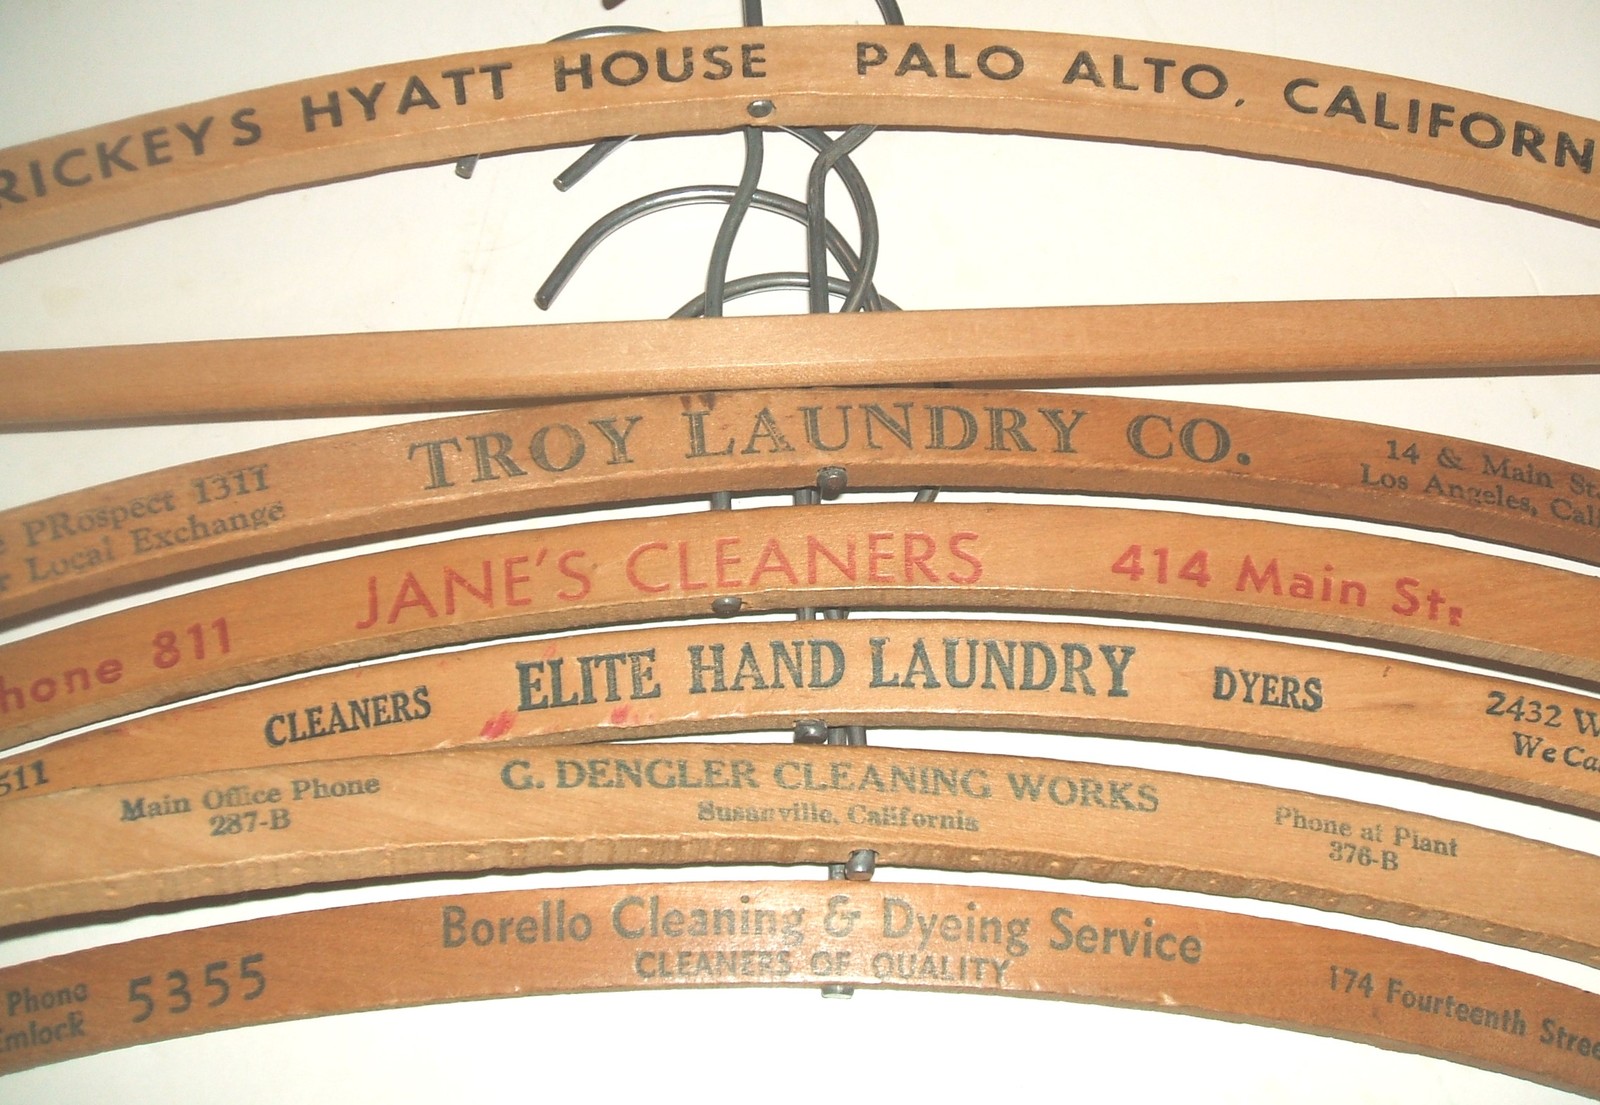 RICKEYS HYATT HOUSE PALO ALTO, CALIFORN
TROY LAUNDRY CO.
PRospect 1311
Local Exchange
14 & Main St.
Los Angeles, Cal
JANE'S CLEANERS 414 Main St.
hone 811
CLEANERS ELITE HAND LAUNDRY DYERS
511
2432 W
We Ca
Main Office Phone
287-B
G. DENGLER CLEANING WORKS
Susanville, California
Phone at Plant
376-B
Borello Cleaning & Dyeing Service
CLEANERS OF QUALITY
Phone
Emlock 5355
174 Fourteenth Stree